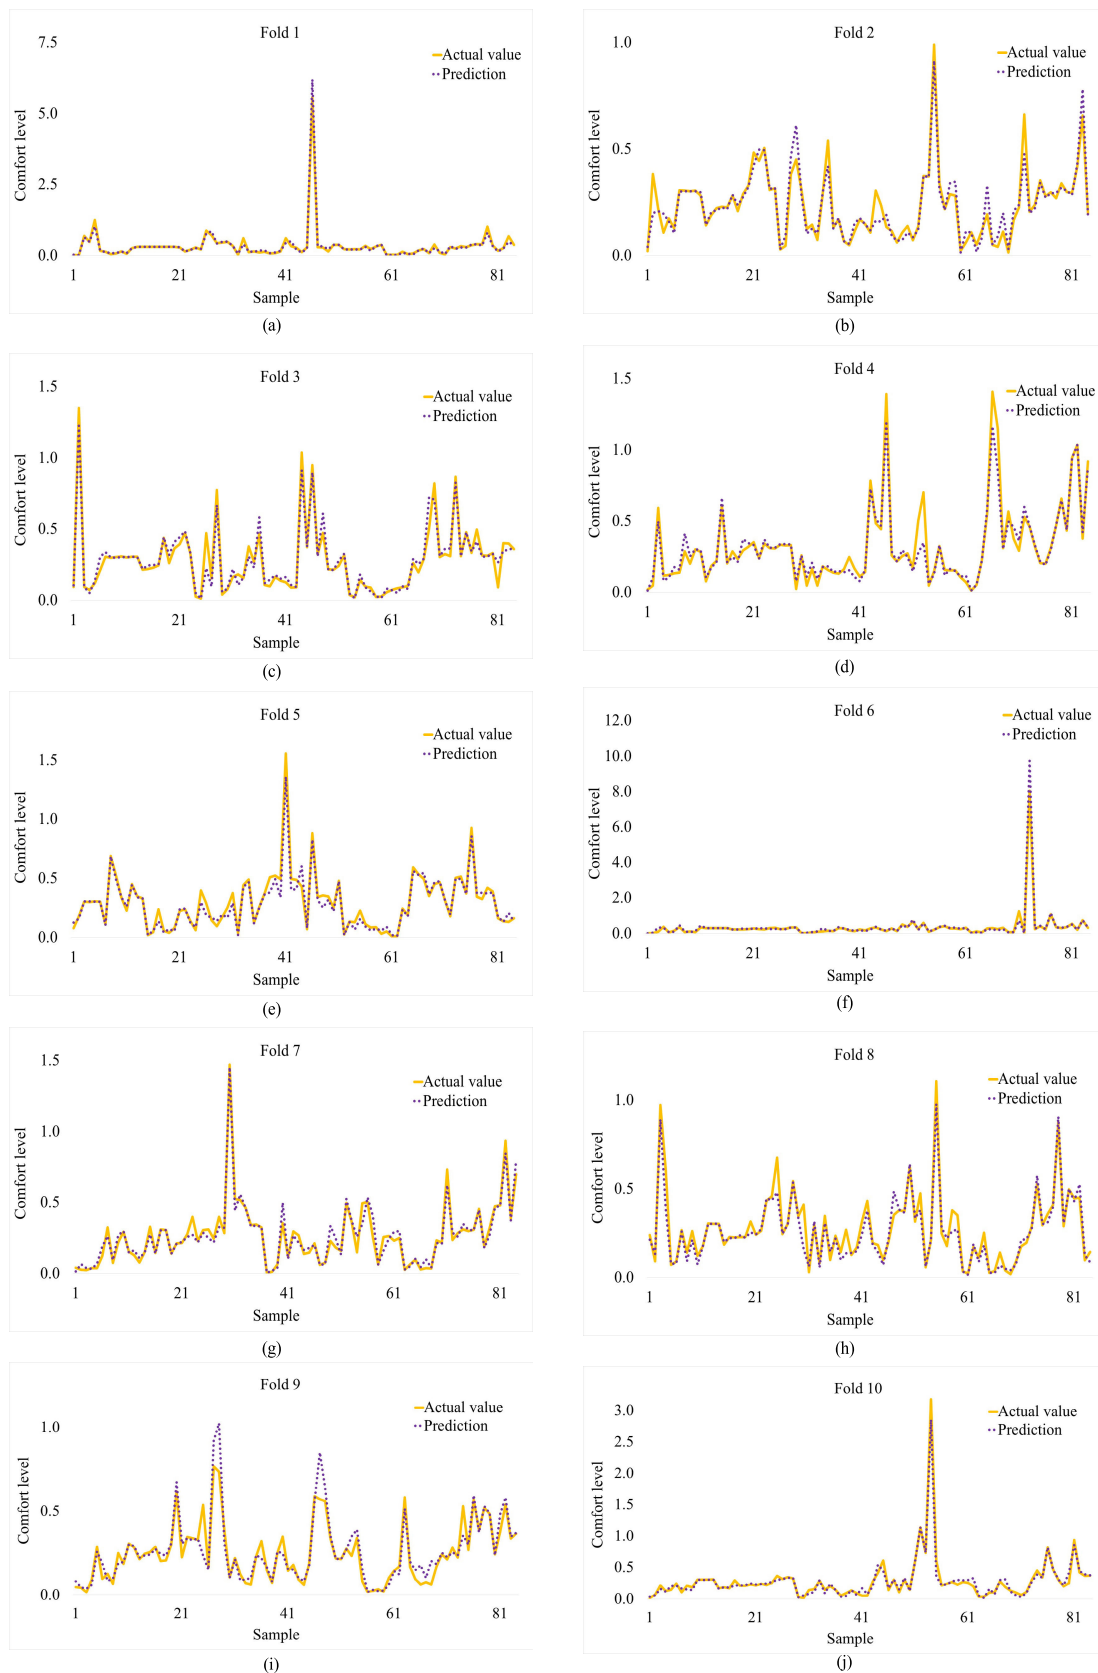 Fold 1
7.5
5.0
2.5
0.0
Comfort level
Actual value
Prediction
1 21 41 61 81
Sample
(a)
Fold 2
1.0
0.5
0.0
Comfort level
Actual value
Prediction
1 21 41 61 81
Sample
(b)
Fold 3
1.5
1.0
0.5
0.0
Comfort level
Actual value
Prediction
1 21 41 61 81
Sample
(c)
Fold 4
1.5
1.0
0.5
0.0
Comfort level
Actual value
Prediction
1 21 41 61 81
Sample
(d)
Fold 5
1.5
1.0
0.5
0.0
Comfort level
Actual value
Prediction
1 21 41 61 81
Sample
(e)
Fold 6
12.0
10.0
8.0
6.0
4.0
2.0
0.0
Comfort level
Actual value
Prediction
1 21 41 61 81
Sample
(f)
Fold 7
1.5
1.0
0.5
0.0
Comfort level
Actual value
Prediction
1 21 41 61 81
Sample
(g)
Fold 8
1.0
0.5
0.0
Comfort level
Actual value
Prediction
1 21 41 61 81
Sample
(h)
Fold 9
1.0
0.5
0.0
Comfort level
Actual value
Prediction
1 21 41 61 81
Sample
(i)
Fold 10
3.0
2.5
2.0
1.5
1.0
0.5
0.0
Comfort level
Actual value
Prediction
1 21 41 61 81
Sample
(j)